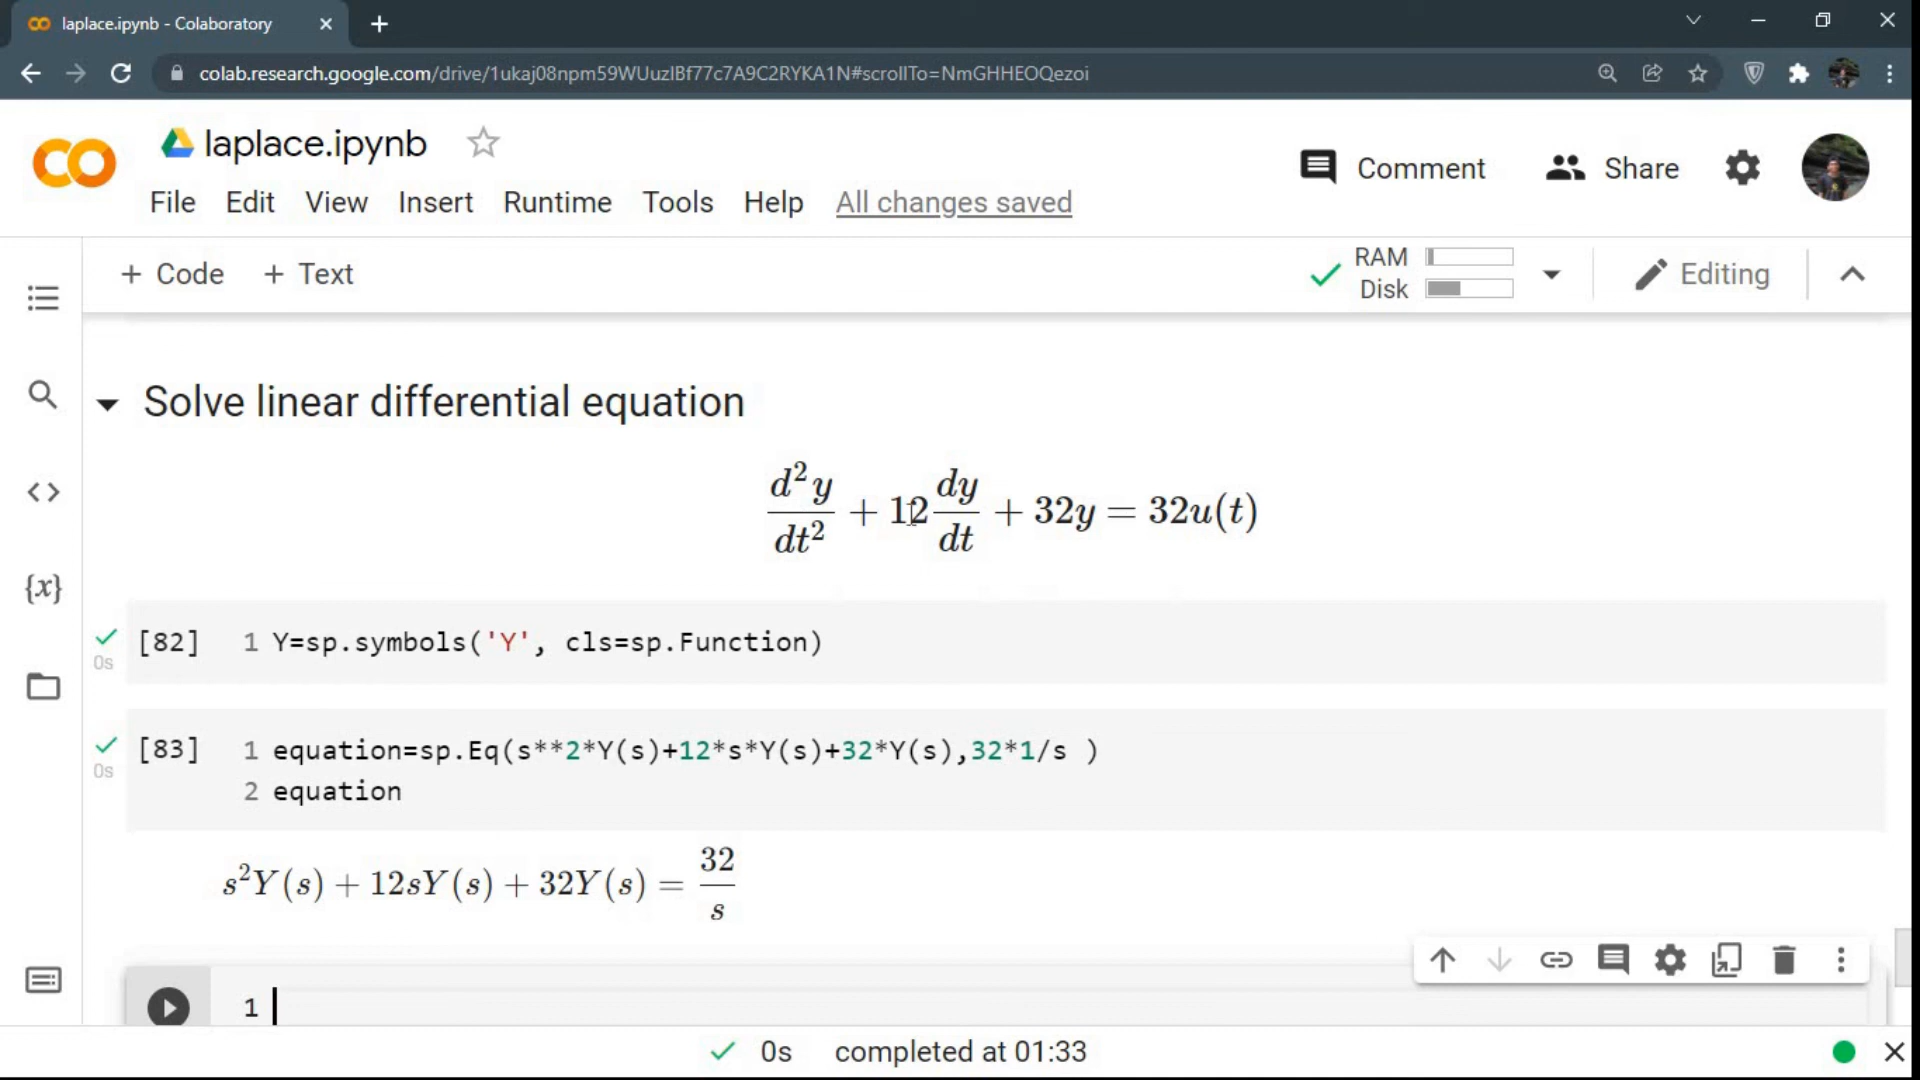 laplace.ipynb - Colaboratory
colab.research.google.com/drive/1ukaj08npm59WUuzIBf77c7A9C2RYKA1N#scrollTo=NmGHHEOQezoi
laplace.ipynb
Comment
Share
File Edit View Insert Runtime Tools Help All changes saved
+ Code + Text
RAM
Disk
Editing
Solve linear differential equation
d²y/dt² + 12 dy/dt + 32y = 32u(t)
[82] 1 Y=sp.symbols('Y', cls=sp.Function)
0s
[83] 1 equation=sp.Eq(s**2*Y(s)+12*s*Y(s)+32*Y(s),32*1/s )
0s
2 equation
s²Y(s) + 12sY(s) + 32Y(s) = 32/s
1
0s completed at 01:33